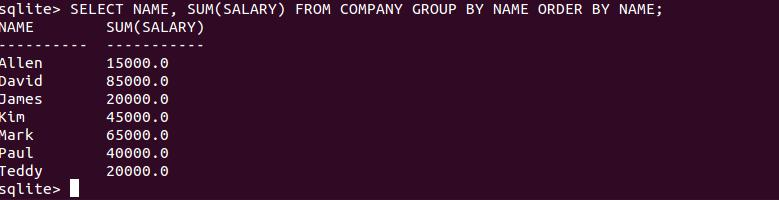 sqlite> SELECT NAME, SUM(SALARY) FROM COMPANY GROUP BY NAME ORDER BY NAME;
NAME        SUM(SALARY)
----------  -----------
Allen       15000.0
David       85000.0
James       20000.0
Kim         45000.0
Mark        65000.0
Paul        40000.0
Teddy       20000.0
sqlite>